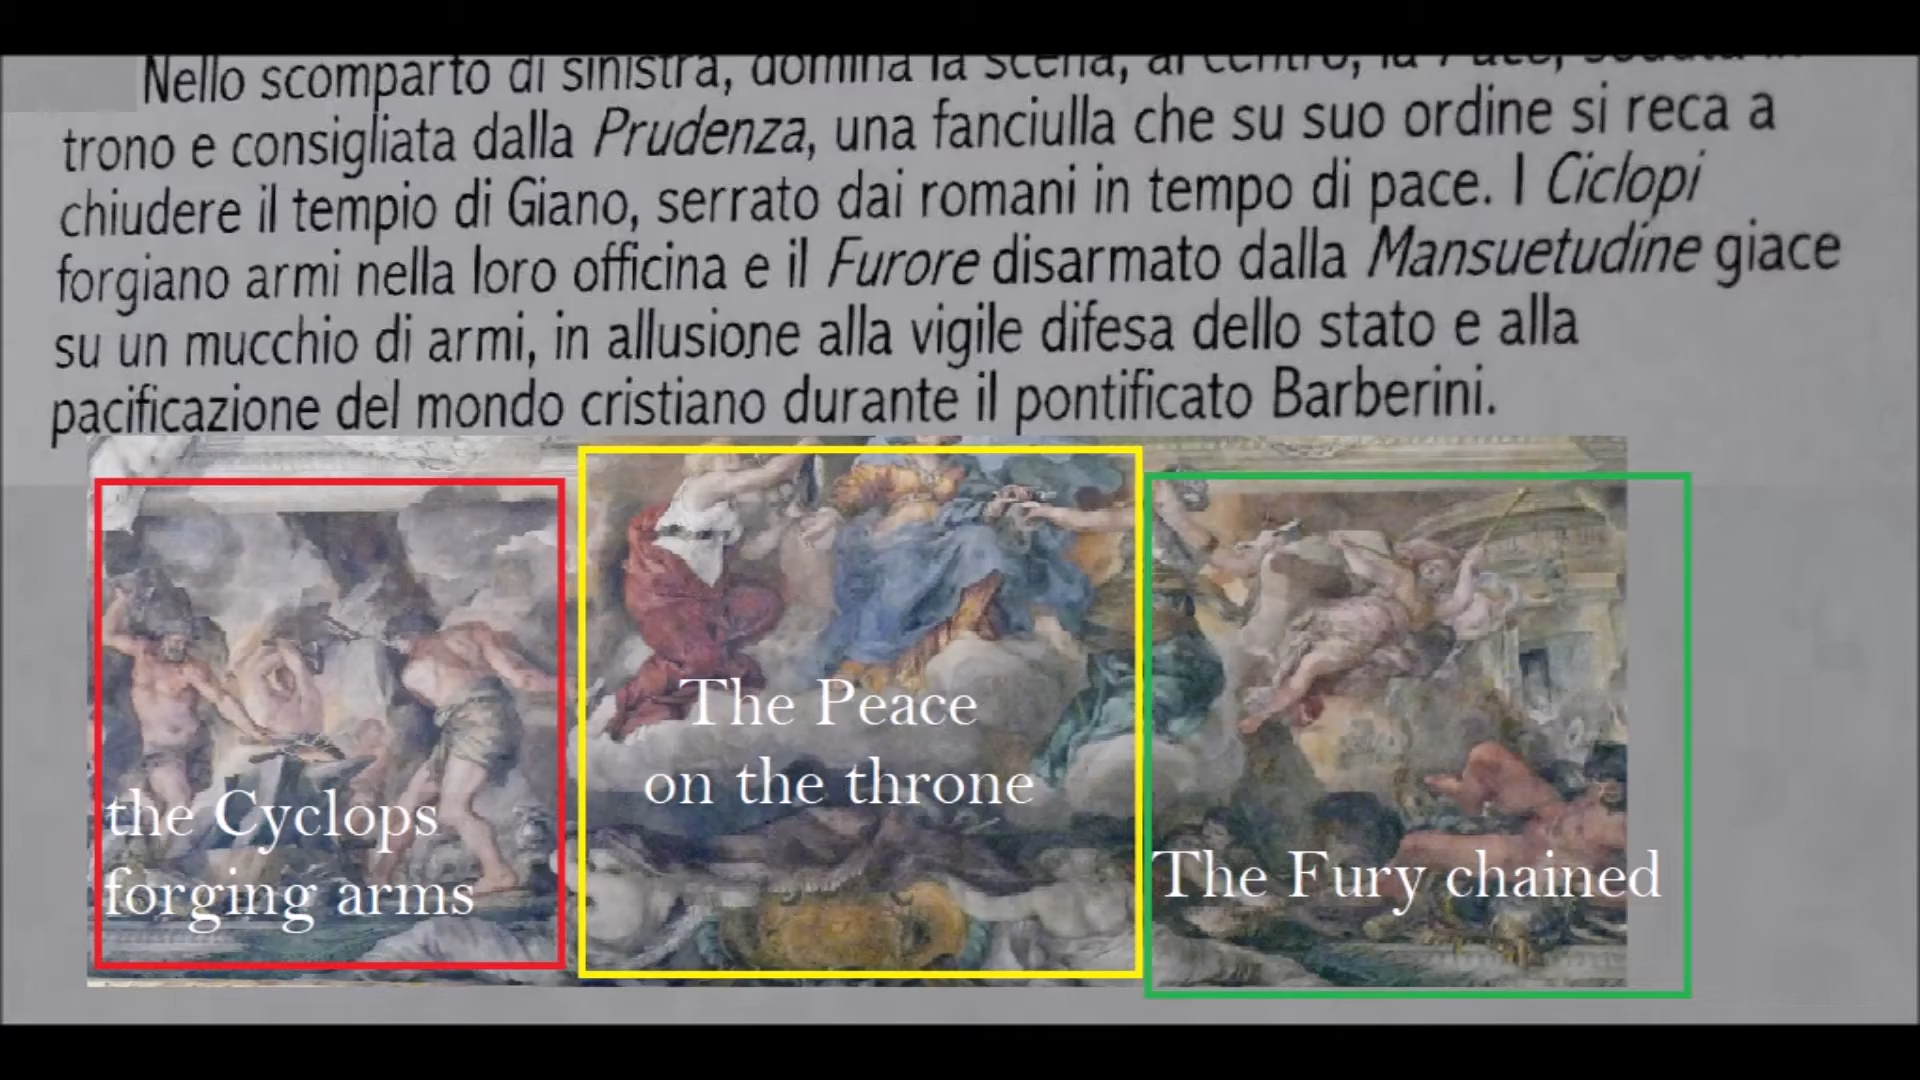 Nello scomparto di sinistra, domina la scena, al centro, la Pace, seduta in
trono e consigliata dalla Prudenza, una fanciulla che su suo ordine si reca a
chiudere il tempio di Giano, serrato dai romani in tempo di pace. I Ciclopi
forgiano armi nella loro officina e il Furore disarmato dalla Mansuetudine giace
su un mucchio di armi, in allusione alla vigile difesa dello stato e alla
pacificazione del mondo cristiano durante il pontificato Barberini.
the Cyclops
forging arms
The Peace
on the throne
The Fury chained